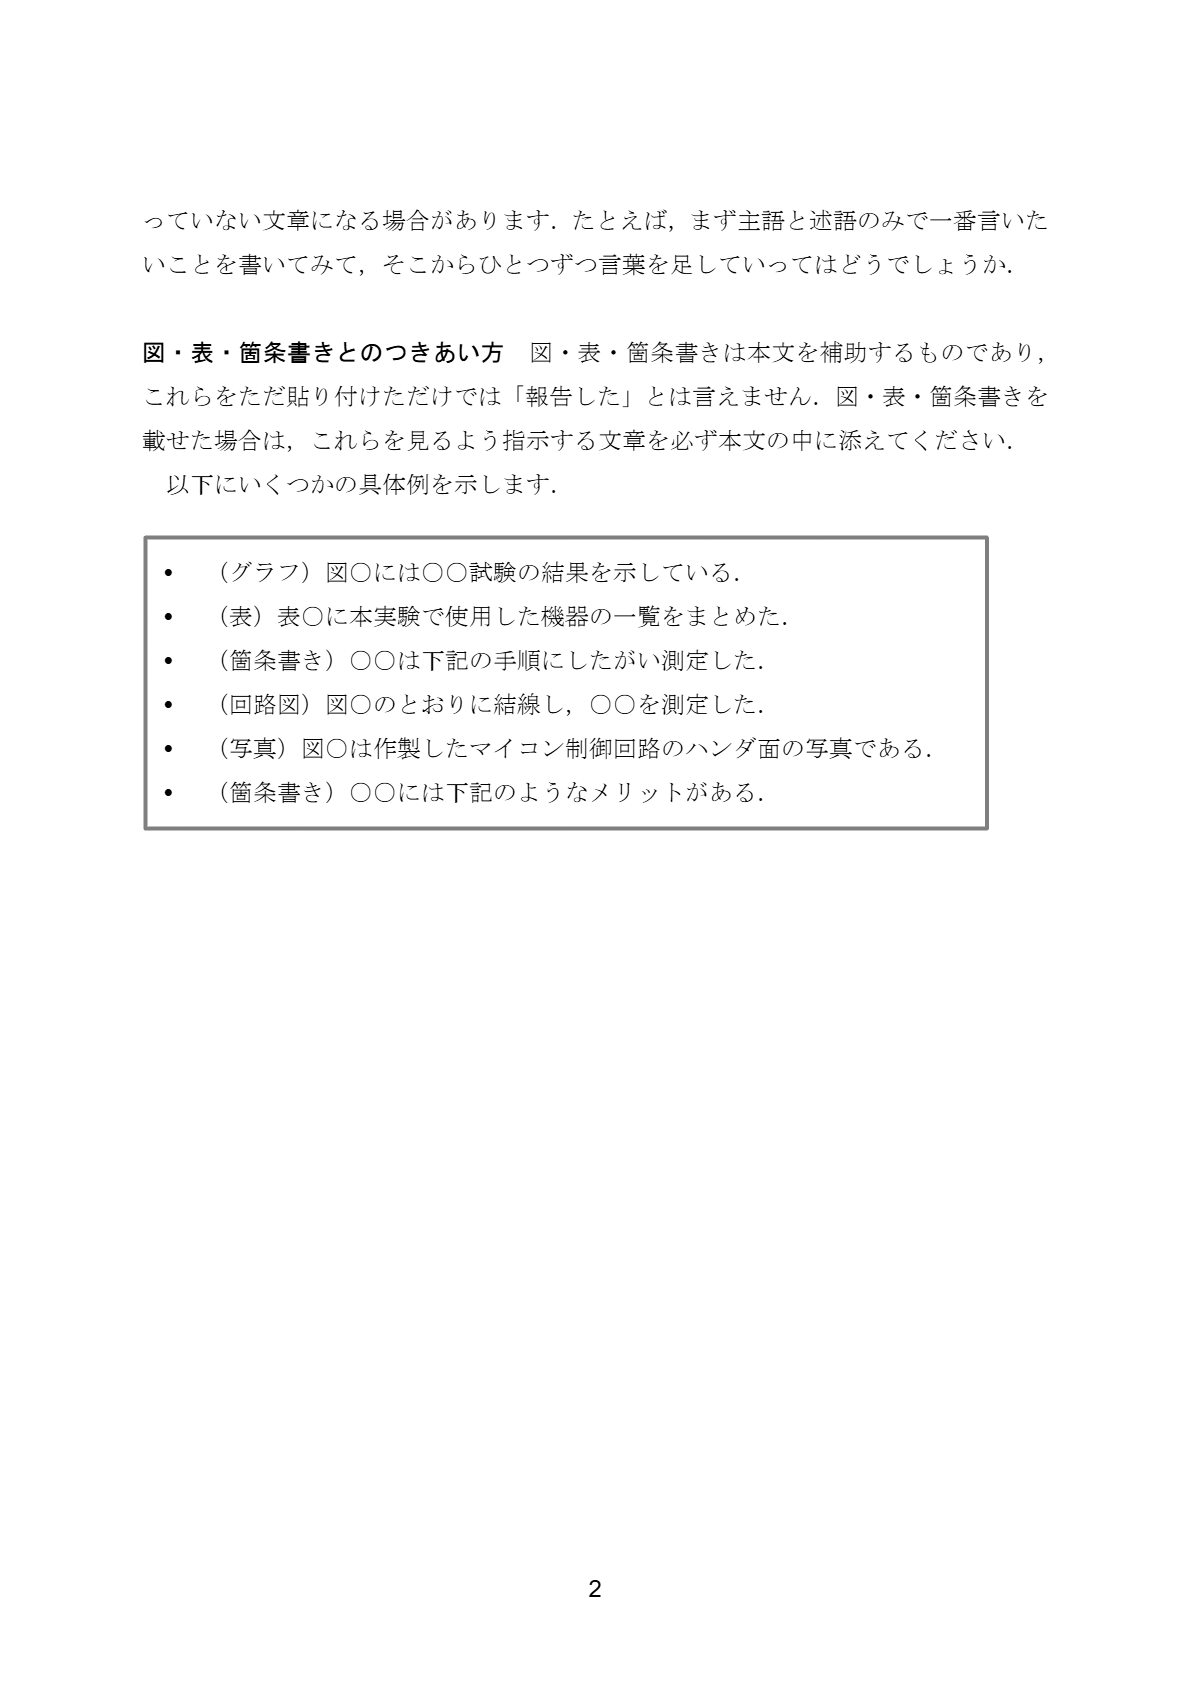 っていない文章になる場合があります．たとえば，まず主語と述語のみで一番言いた
いことを書いてみて，そこからひとつずつ言葉を足していってはどうでしょうか．
図・表・箇条書きとのつきあい方　図・表・箇条書きは本文を補助するものであり，
これらをただ貼り付けただけでは「報告した」とは言えません．図・表・箇条書きを
載せた場合は，これらを見るよう指示する文章を必ず本文の中に添えてください．
　以下にいくつかの具体例を示します．
• （グラフ）図○には○○試験の結果を示している．
• （表）表○に本実験で使用した機器の一覧をまとめた．
• （箇条書き）○○は下記の手順にしたがい測定した．
• （回路図）図○のとおりに結線し，○○を測定した．
• （写真）図○は作製したマイコン制御回路のハンダ面の写真である．
• （箇条書き）○○には下記のようなメリットがある．
2